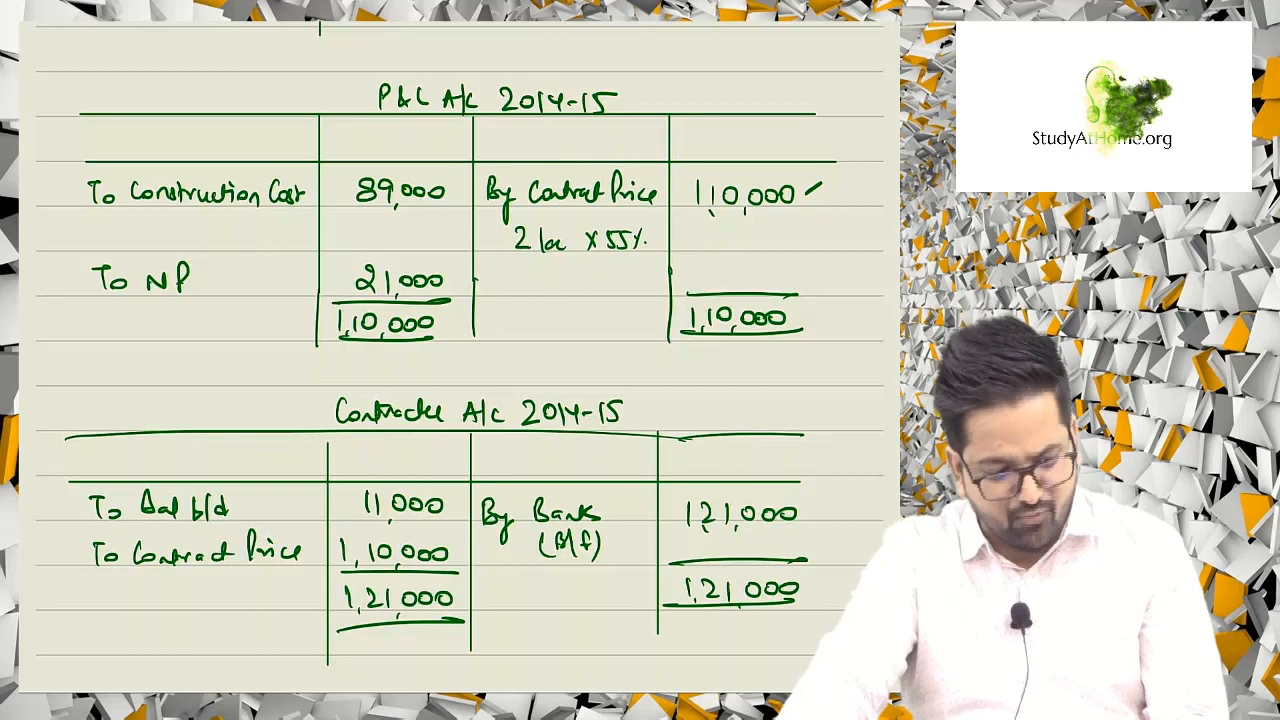 P&L A/c 2014-15
To Construction Cost 89,000 By Contract Price 1,10,000
2 lac X 55%
To NP 21,000
1,10,000 1,10,000
Contractee A/c 2014-15
To Bal b/d 11,000 By Bank 1,21,000
To Contract Price 1,10,000 (B/f)
1,21,000 1,21,000
StudyAtHome.org